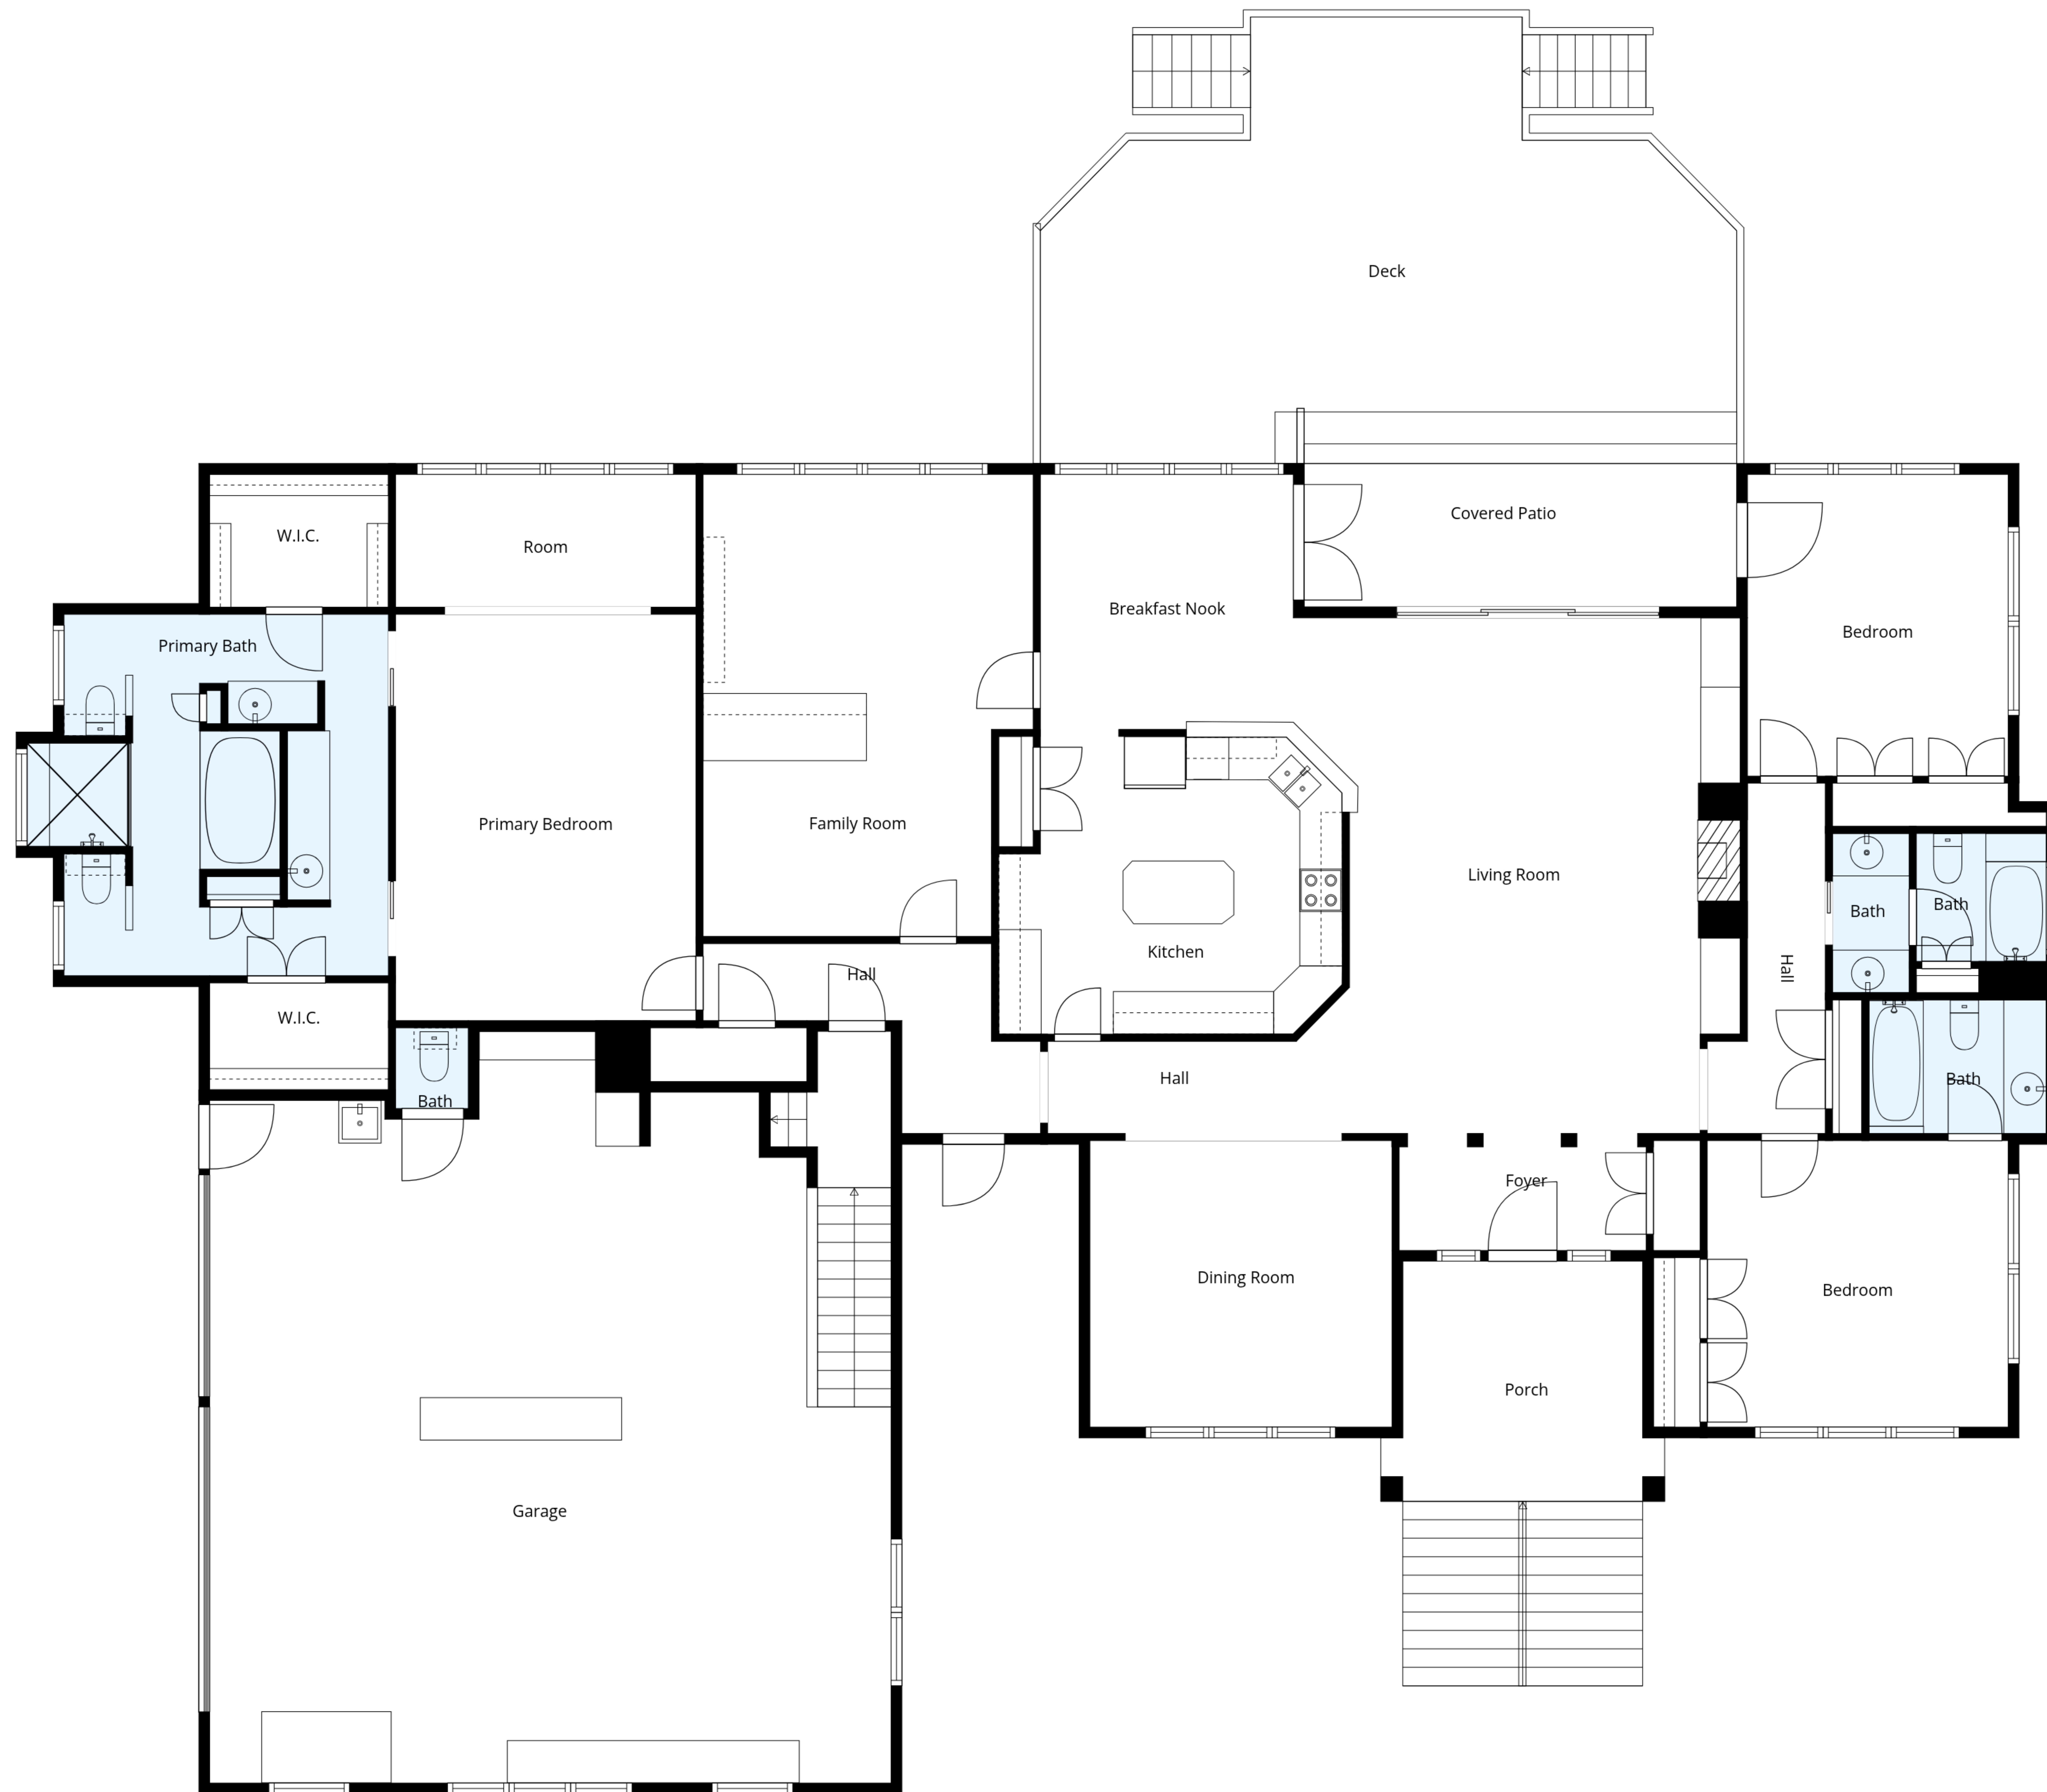 Deck
Covered Patio
W.I.C.
Room
Breakfast Nook
Bedroom
Primary Bath
Primary Bedroom
Family Room
Living Room
Bath
Bath
Kitchen
Hall
Hall
W.I.C.
Hall
Bath
Bath
Foyer
Dining Room
Bedroom
Porch
Garage